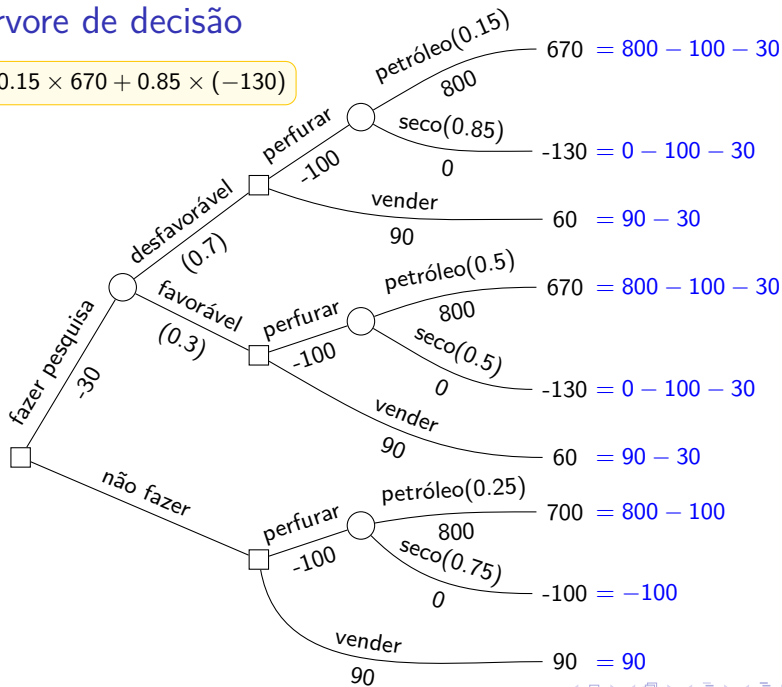 rvore de decisão
0.15 × 670 + 0.85 × (−130)
petróleo(0.15)
800
670 = 800 − 100 − 30
perfurar
-100
seco(0.85)
0
-130 = 0 − 100 − 30
vender
90
60 = 90 − 30
desfavorável
(0.7)
petróleo(0.5)
800
670 = 800 − 100 − 30
favorável
(0.3)
perfurar
-100
seco(0.5)
0
-130 = 0 − 100 − 30
fazer pesquisa
-30
vender
90
60 = 90 − 30
não fazer
petróleo(0.25)
800
700 = 800 − 100
perfurar
-100
seco(0.75)
0
-100 = −100
vender
90
90 = 90